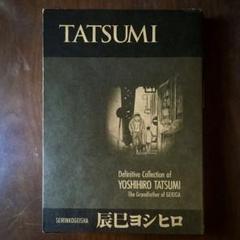 TATSUMI
Definitive Collection of
YOSHIHIRO TATSUMI
The Grandfather of GEKIGA
SEIRINKOGEISHA 辰巳ヨシヒロ